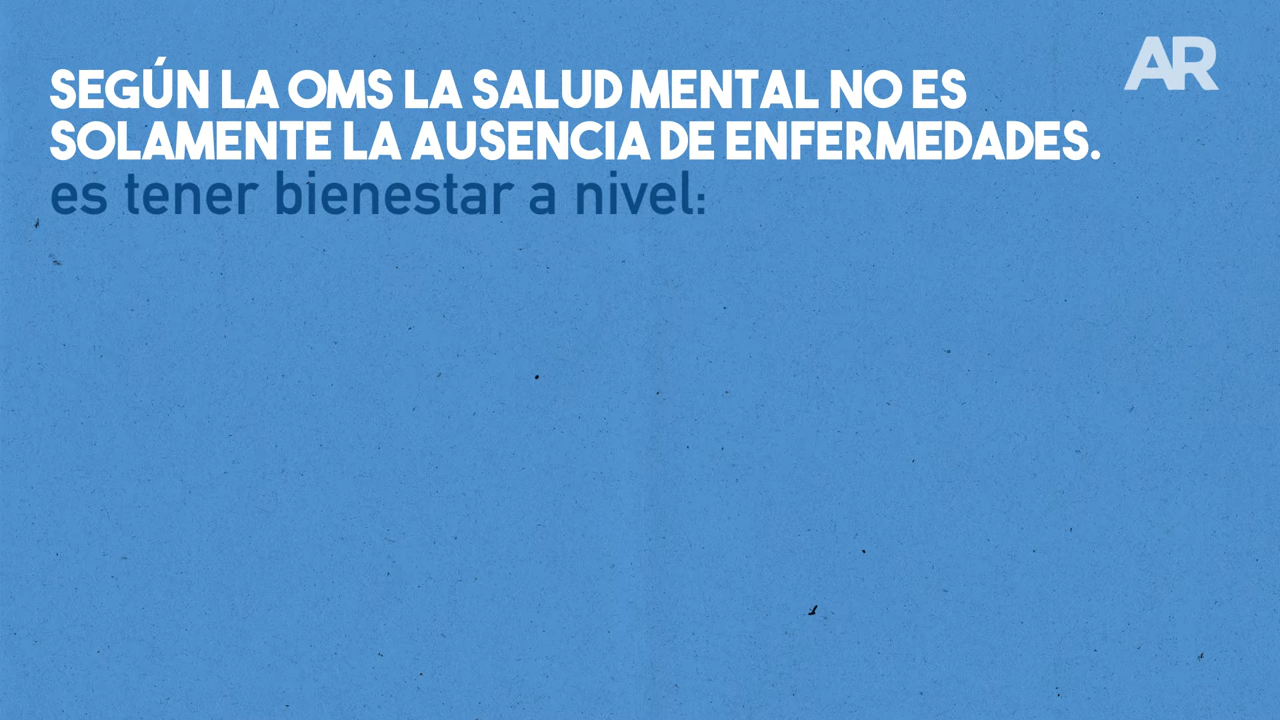 AR
SEGÚN LA OMS LA SALUD MENTAL NO ES
SOLAMENTE LA AUSENCIA DE ENFERMEDADES.
es tener bienestar a nivel: